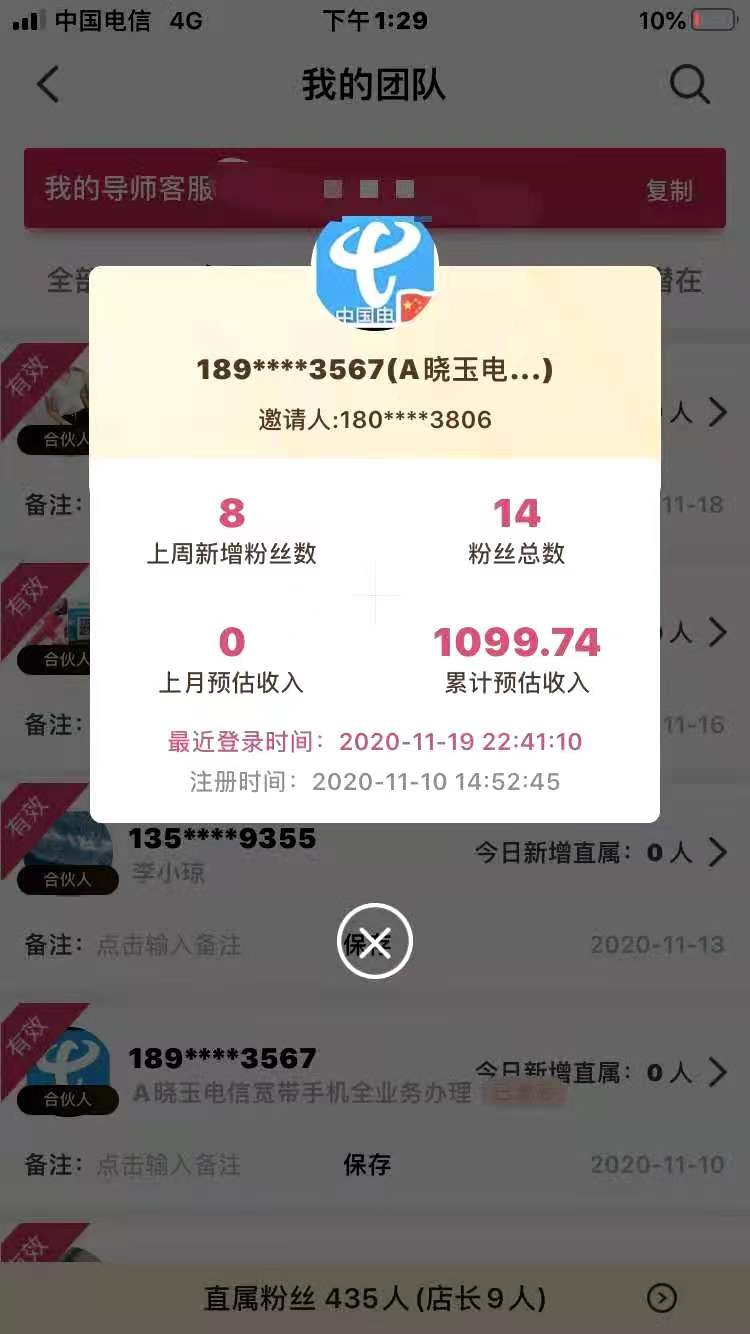 中国电信 4G 下午1:29 10%
我的团队
我的导师客服 复制
全部 潜在
中国电
189****3567(A晓玉电...)
邀请人:180****3806
有效
合伙人
人
备注: 11-18
8 14
上周新增粉丝数 粉丝总数
有效
合伙人
人
0 1099.74
上月预估收入 累计预估收入
备注: 11-16
最近登录时间: 2020-11-19 22:41:10
注册时间: 2020-11-10 14:52:45
有效
135****9355
今日新增直属: 0 人
李小琼
合伙人
备注: 点击输入备注 保存 2020-11-13
有效
189****3567
今日新增直属: 0 人
A晓玉电信宽带手机全业务办理
合伙人
备注: 点击输入备注 保存 2020-11-10
有效
直属粉丝 435人(店长9人)